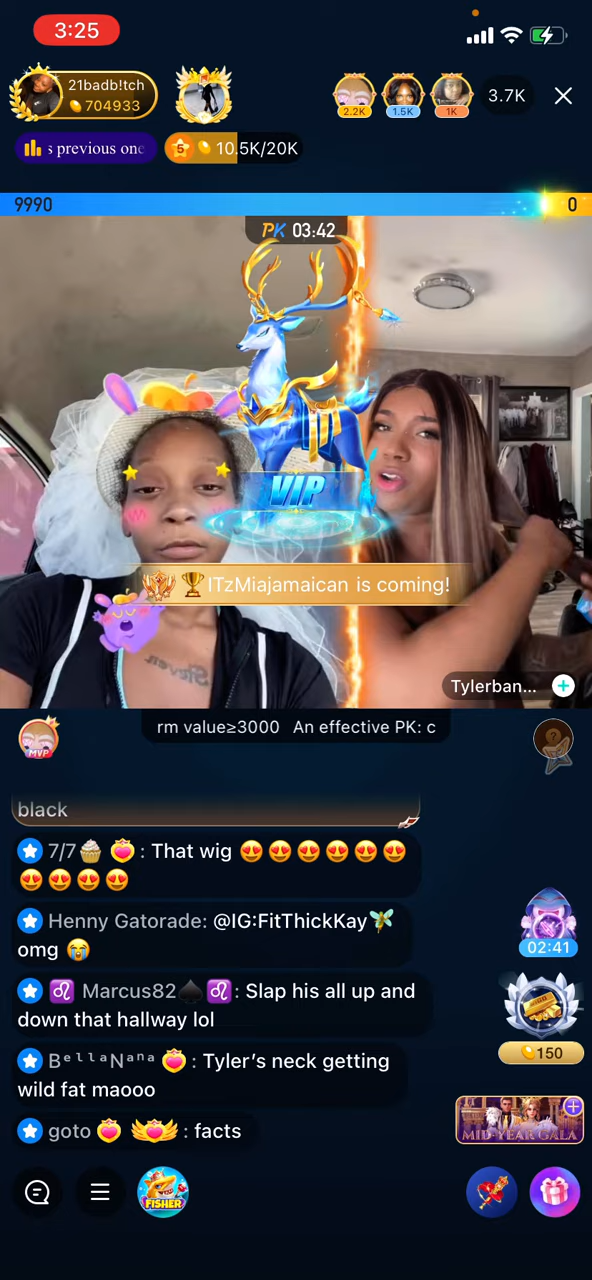 3:25
21badb!tch
704933
2.2K
1.5K
1K
3.7K
s previous one
5
10.5K/20K
9990
0
PK 03:42
VIP
ITzMiajamaican is coming!
Steven
Tylerban...
rm value≥3000 An effective PK: c
MVP
black
7/7🧁 : That wig 😍😍😍😍😍😍
😍😍😍😍
Henny Gatorade: @IG:FitThickKay🧚
omg 😭
♌ Marcus82♠️♌: Slap his all up and
down that hallway lol
02:41
150
ᴮᵉˡˡᵃNᵃⁿᵃ : Tyler’s neck getting
wild fat maooo
MID-YEAR GALA
goto : facts
FISHER